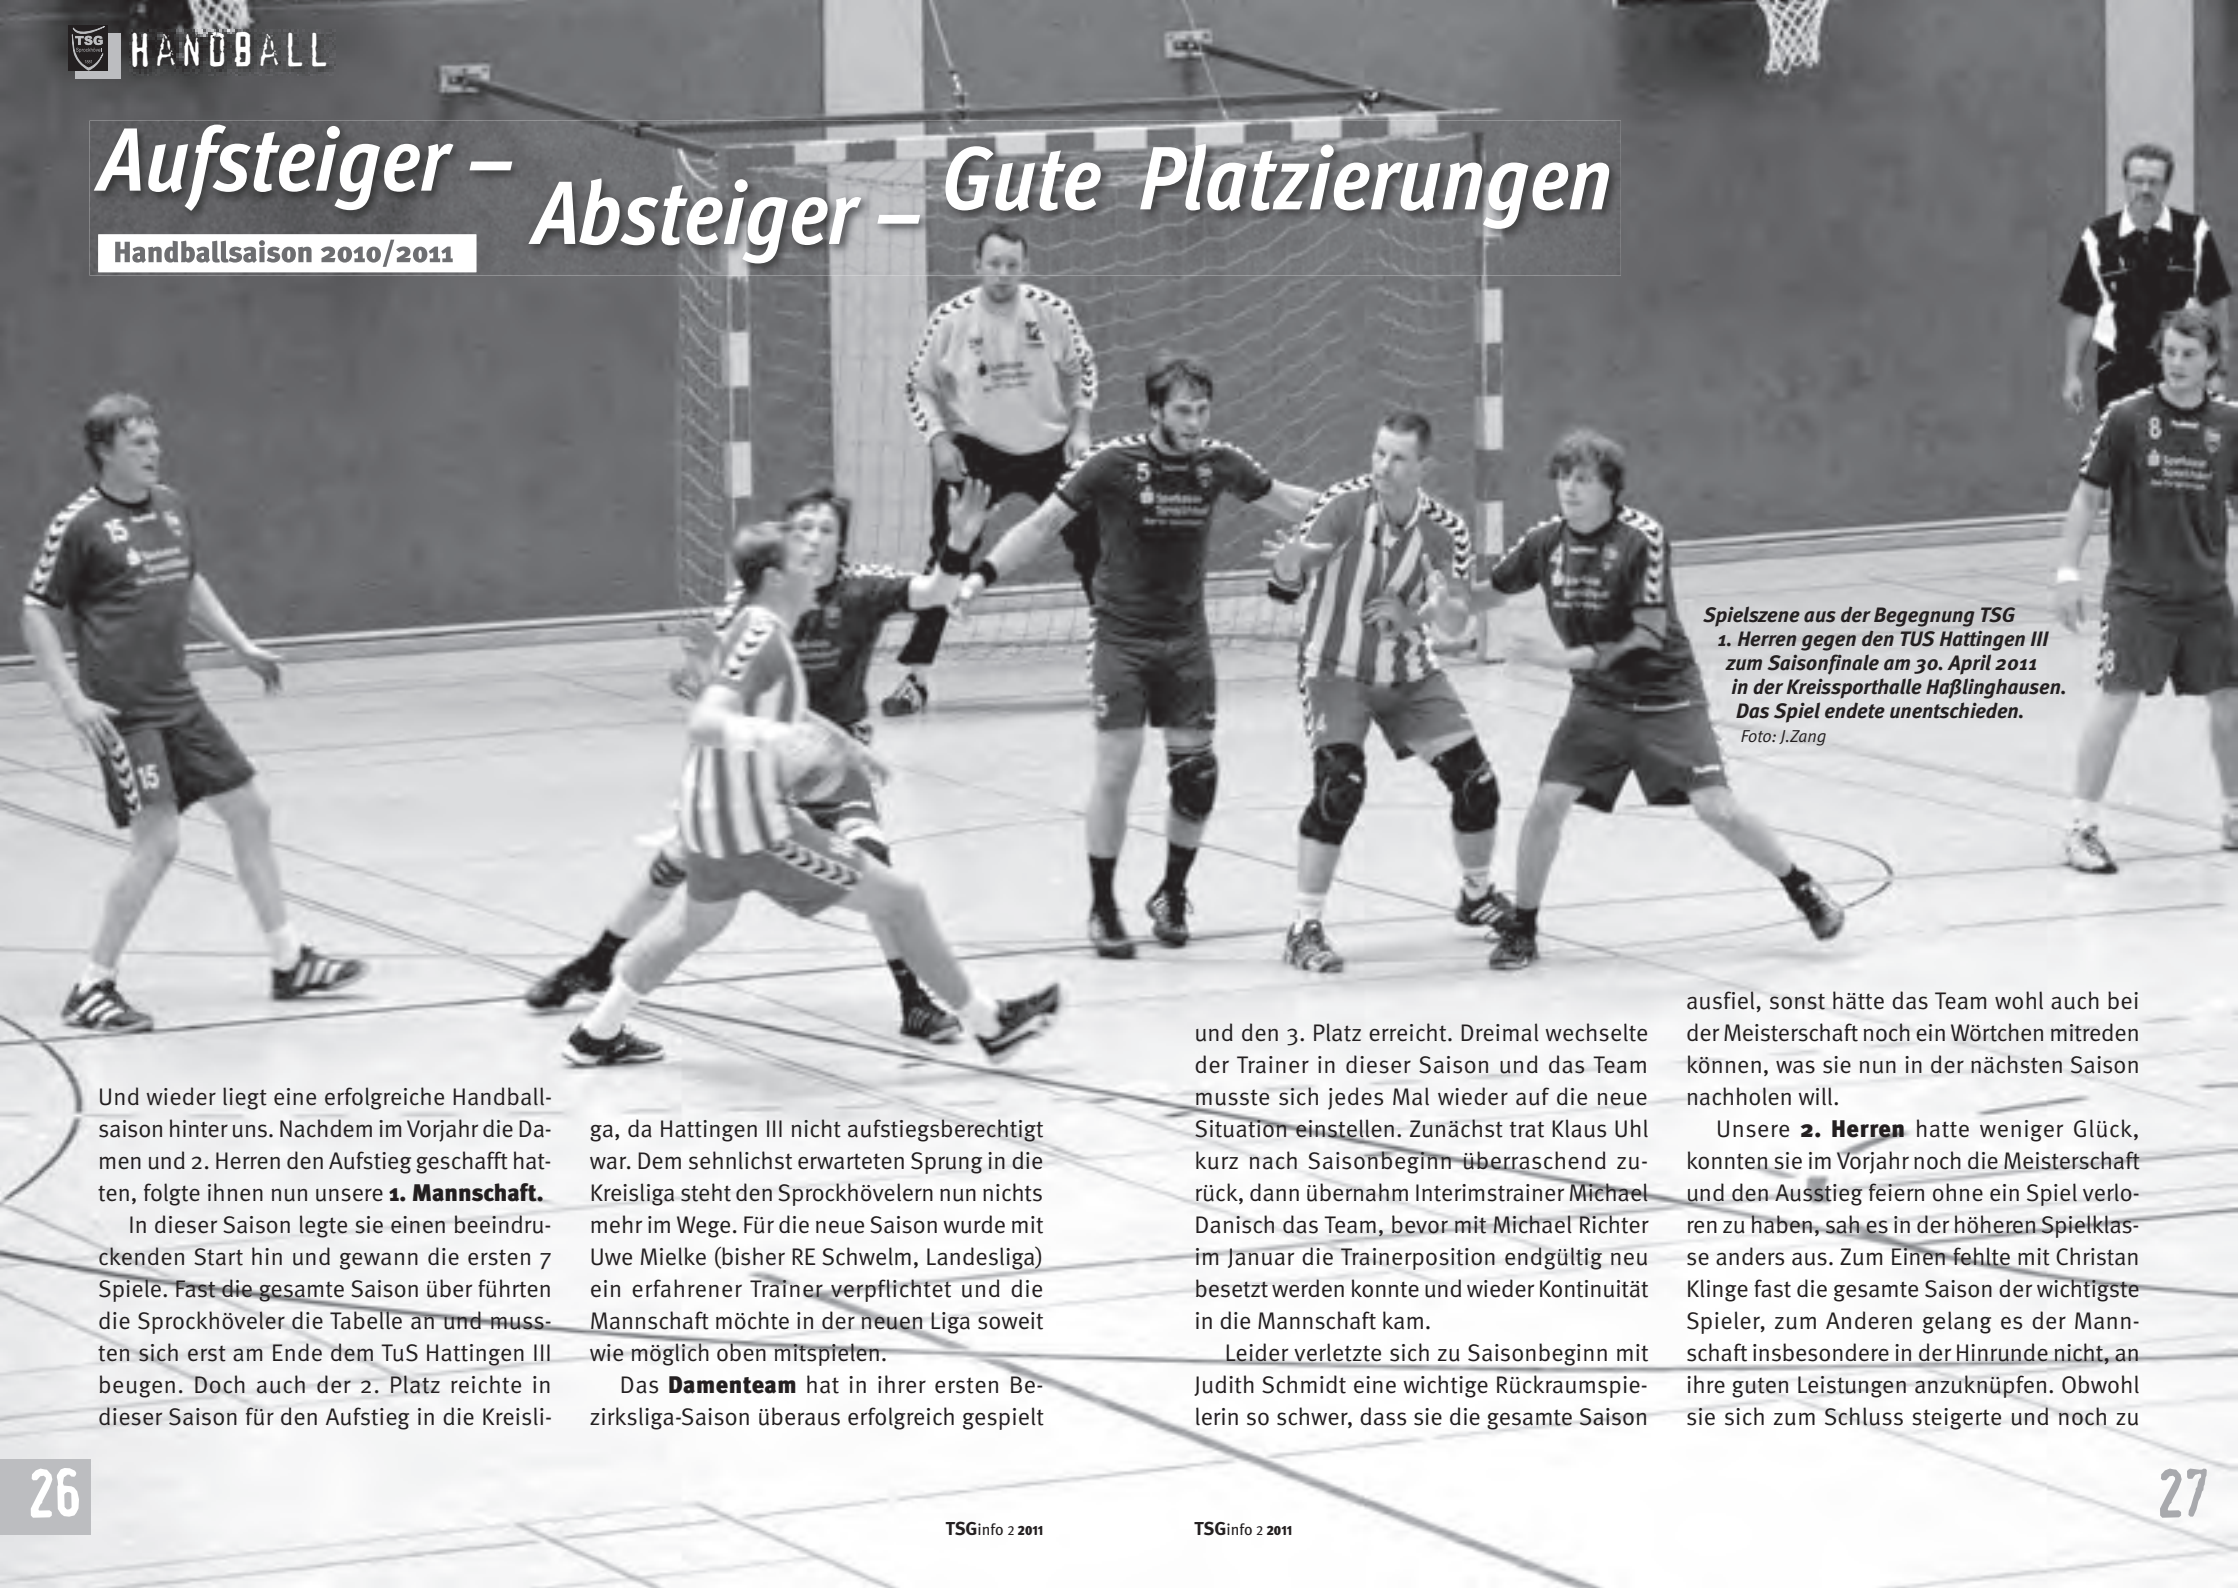 TSG
HANDBALL
Aufsteiger –
Absteiger –
Gute Platzierungen
Handballsaison 2010/2011
15
15
5
5
4
8
8
Sparkasse
Spielszene aus der Begegnung TSG
1. Herren gegen den TUS Hattingen III
zum Saisonfinale am 30. April 2011
in der Kreissporthalle Haßlinghausen.
Das Spiel endete unentschieden.
Foto: J.Zang
Und wieder liegt eine erfolgreiche Handball-
saison hinter uns. Nachdem im Vorjahr die Da-
men und 2. Herren den Aufstieg geschafft hat-
ten, folgte ihnen nun unsere 1. Mannschaft.
In dieser Saison legte sie einen beeindru-
ckenden Start hin und gewann die ersten 7
Spiele. Fast die gesamte Saison über führten
die Sprockhöveler die Tabelle an und muss-
ten sich erst am Ende dem TuS Hattingen III
beugen. Doch auch der 2. Platz reichte in
dieser Saison für den Aufstieg in die Kreisli-
ga, da Hattingen III nicht aufstiegsberechtigt
war. Dem sehnlichst erwarteten Sprung in die
Kreisliga steht den Sprockhövelern nun nichts
mehr im Wege. Für die neue Saison wurde mit
Uwe Mielke (bisher RE Schwelm, Landesliga)
ein erfahrener Trainer verpflichtet und die
Mannschaft möchte in der neuen Liga soweit
wie möglich oben mitspielen.
Das Damenteam hat in ihrer ersten Be-
zirksliga-Saison überaus erfolgreich gespielt
und den 3. Platz erreicht. Dreimal wechselte
der Trainer in dieser Saison und das Team
musste sich jedes Mal wieder auf die neue
Situation einstellen. Zunächst trat Klaus Uhl
kurz nach Saisonbeginn überraschend zu-
rück, dann übernahm Interimstrainer Michael
Danisch das Team, bevor mit Michael Richter
im Januar die Trainerposition endgültig neu
besetzt werden konnte und wieder Kontinuität
in die Mannschaft kam.
Leider verletzte sich zu Saisonbeginn mit
Judith Schmidt eine wichtige Rückraumspie-
lerin so schwer, dass sie die gesamte Saison
ausfiel, sonst hätte das Team wohl auch bei
der Meisterschaft noch ein Wörtchen mitreden
können, was sie nun in der nächsten Saison
nachholen will.
Unsere 2. Herren hatte weniger Glück,
konnten sie im Vorjahr noch die Meisterschaft
und den Ausstieg feiern ohne ein Spiel verlo-
ren zu haben, sah es in der höheren Spielklas-
se anders aus. Zum Einen fehlte mit Christan
Klinge fast die gesamte Saison der wichtigste
Spieler, zum Anderen gelang es der Mann-
schaft insbesondere in der Hinrunde nicht, an
ihre guten Leistungen anzuknüpfen. Obwohl
sie sich zum Schluss steigerte und noch zu
26
TSGinfo 2 2011
TSGinfo 2 2011
27